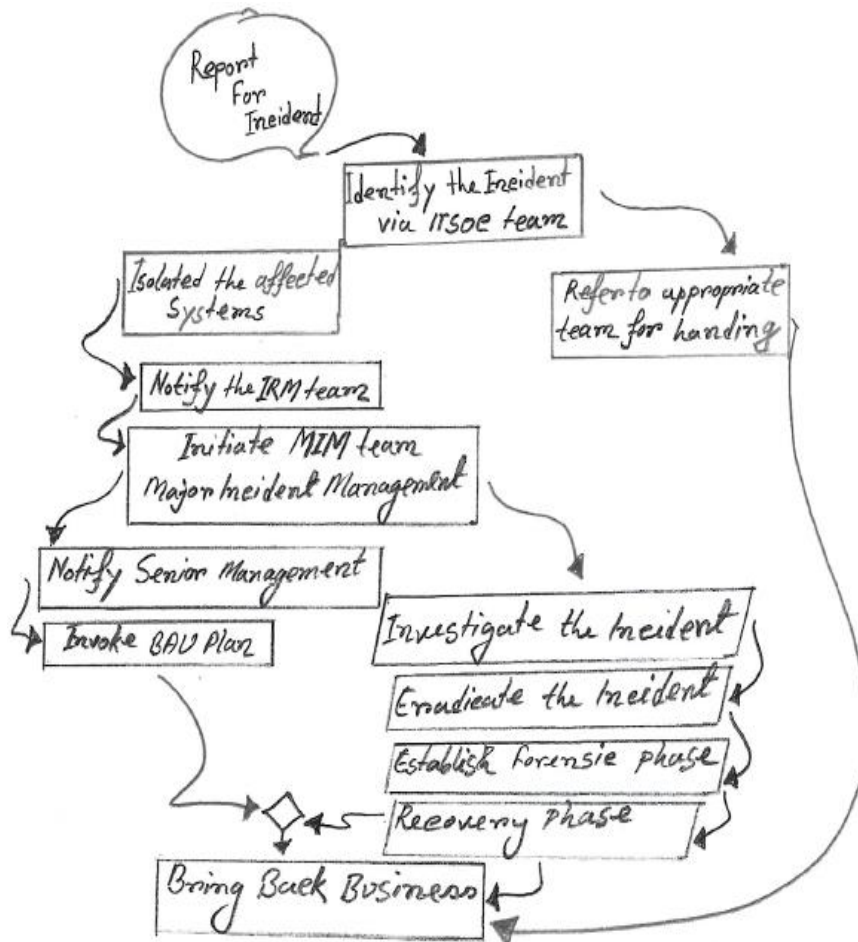 Report
For
Incident
Identify the Incident
via ITSOC team
Isolated the affected
Systems
Refer to appropriate
team for handing
Notify the IRM team
Initiate MIM team
Major Incident Management
Notify Senior Management
Invoke BAU Plan
Investigate the Incident
Eradicate the Incident
Establish forensic phase
Recovery phase
Bring Back Business